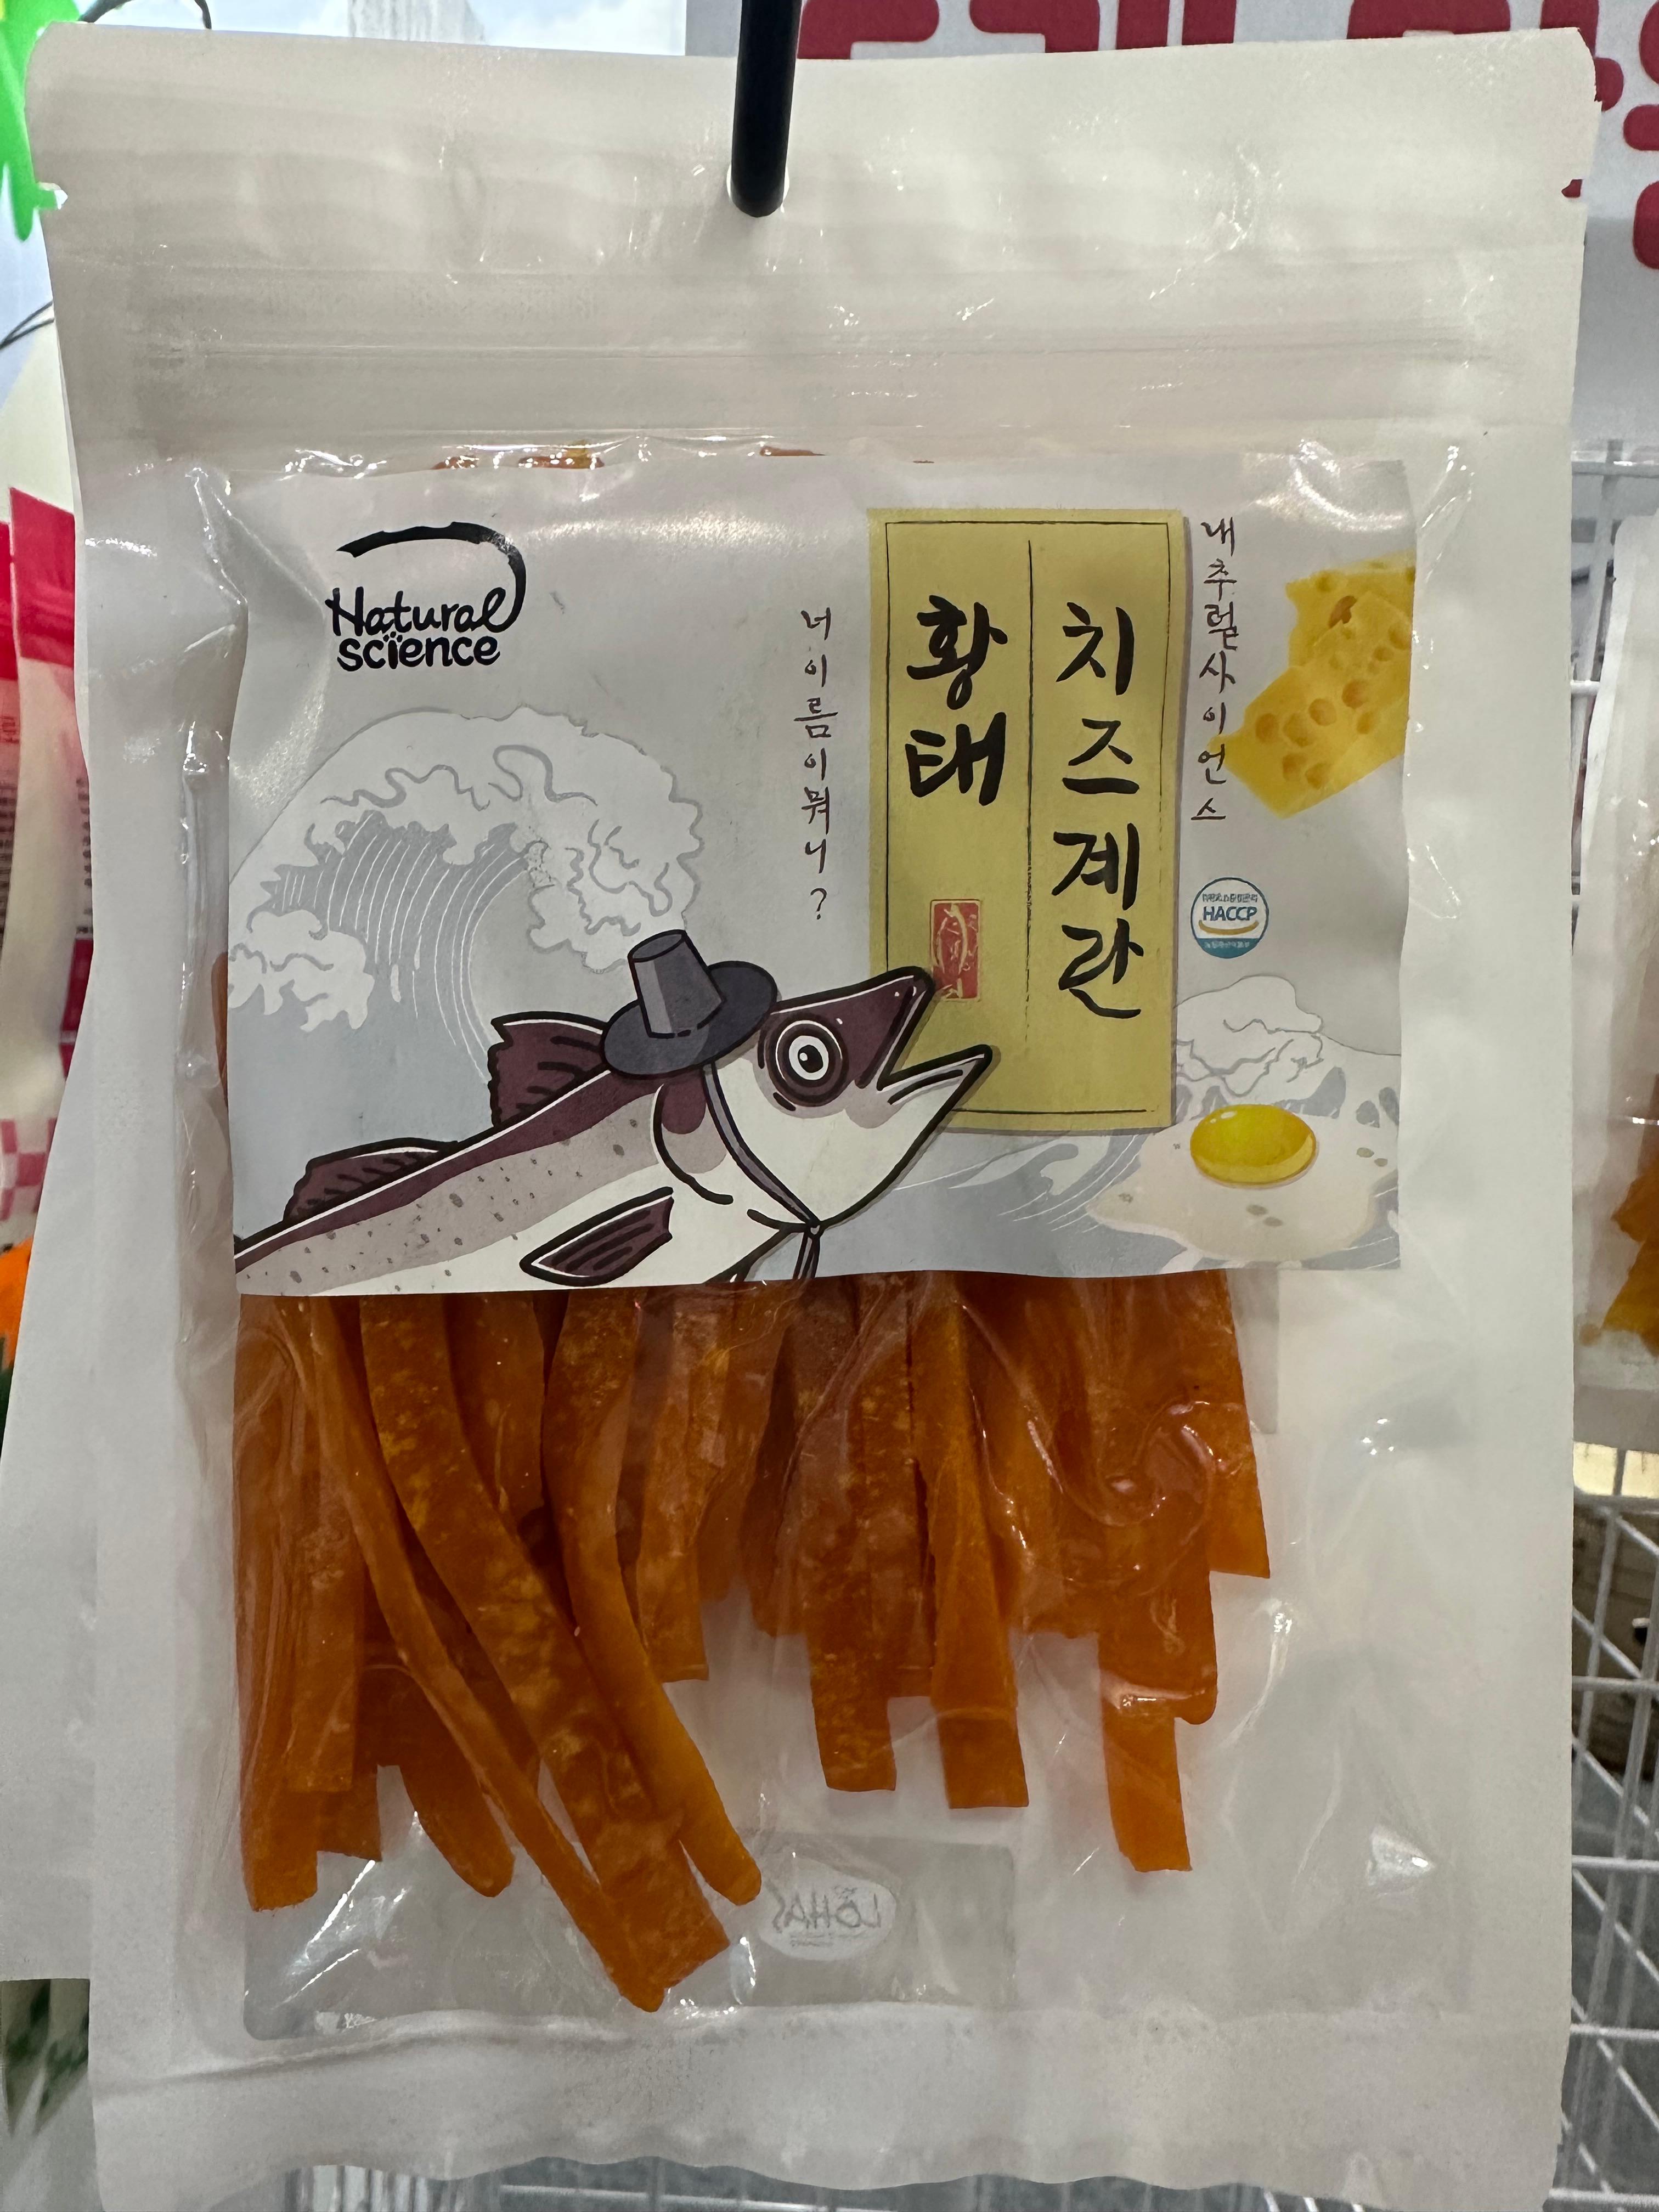 Natural
science
내추럴사이언스
치즈계란
황태
너이름이뭐니?
HACCP
LOHAS